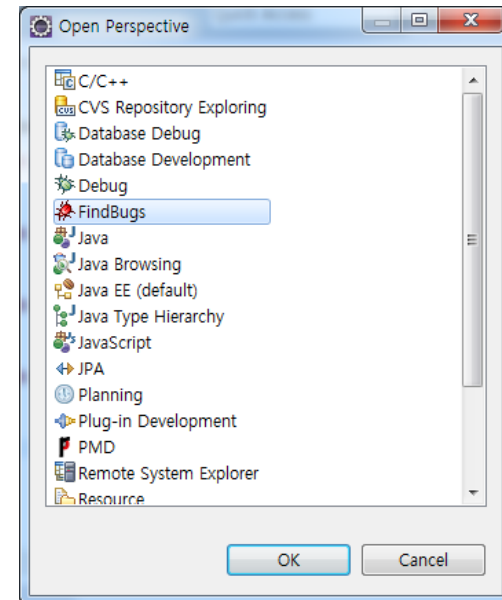 Open Perspective
C/C++
CVS Repository Exploring
Database Debug
Database Development
Debug
FindBugs
Java
Java Browsing
Java EE (default)
Java Type Hierarchy
JavaScript
JPA
Planning
Plug-in Development
PMD
Remote System Explorer
Resource
OK
Cancel